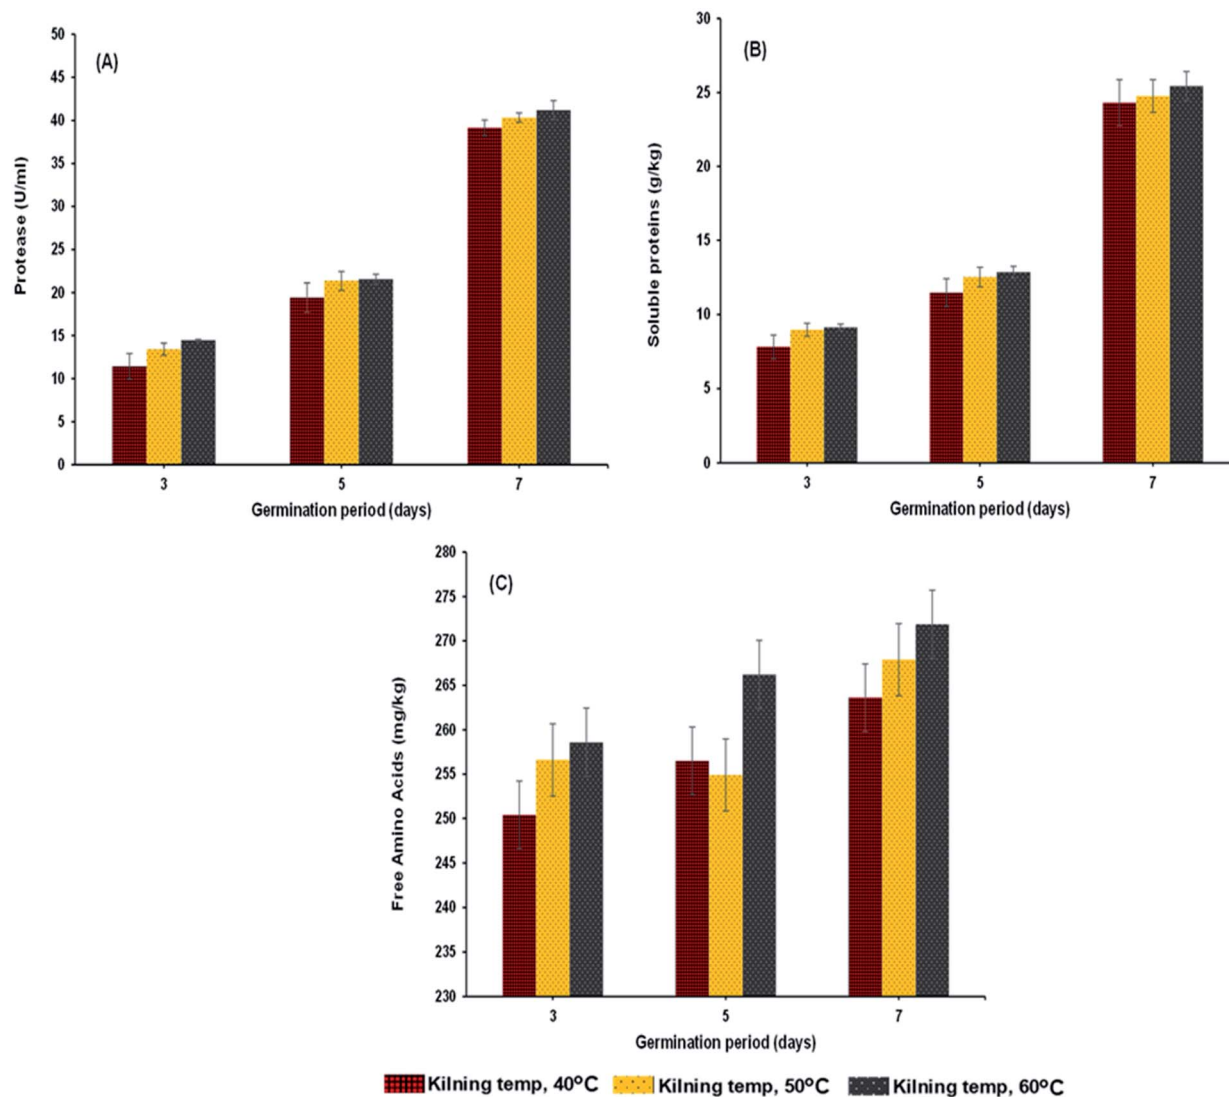 (A)
50
45
40
35
30
25
20
15
10
5
0
Protease (U/ml)
3 5 7
Germination period (days)
(B)
30
25
20
15
10
5
0
Soluble proteins (g/kg)
3 5 7
Germination period (days)
(C)
280
275
270
265
260
255
250
245
240
235
230
Free Amino Acids (mg/kg)
3 5 7
Germination period (days)
Kilning temp, 40°C Kilning temp, 50°C Kilning temp, 60°C